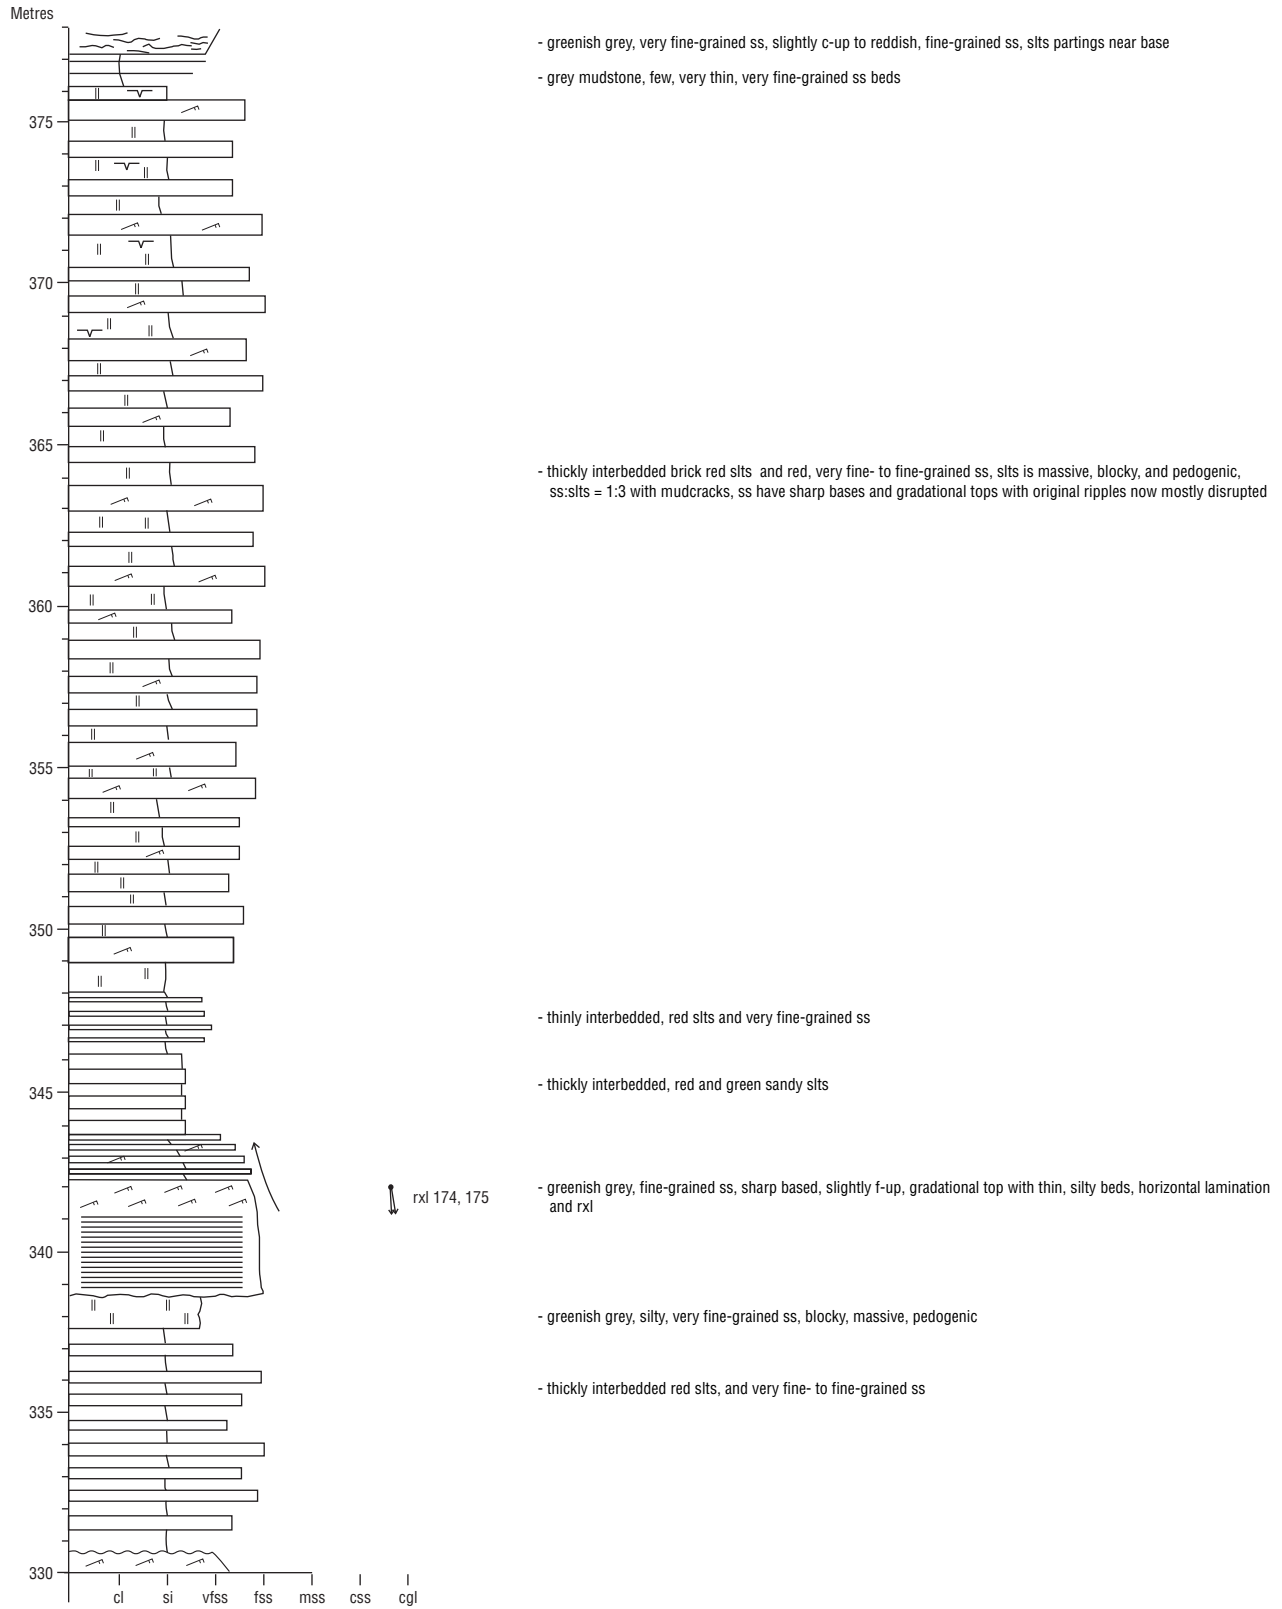 Metres
- greenish grey, very fine-grained ss, slightly c-up to reddish, fine-grained ss, slts partings near base
- grey mudstone, few, very thin, very fine-grained ss beds
375
370
365
- thickly interbedded brick red slts and red, very fine- to fine-grained ss, slts is massive, blocky, and pedogenic,
ss:slts = 1:3 with mudcracks, ss have sharp bases and gradational tops with original ripples now mostly disrupted
360
355
350
- thinly interbedded, red slts and very fine-grained ss
345
- thickly interbedded, red and green sandy slts
- greenish grey, fine-grained ss, sharp based, slightly f-up, gradational top with thin, silty beds, horizontal lamination
and rxl
rxl 174, 175
340
- greenish grey, silty, very fine-grained ss, blocky, massive, pedogenic
- thickly interbedded red slts, and very fine- to fine-grained ss
335
330
cl si vfss fss mss css cgl